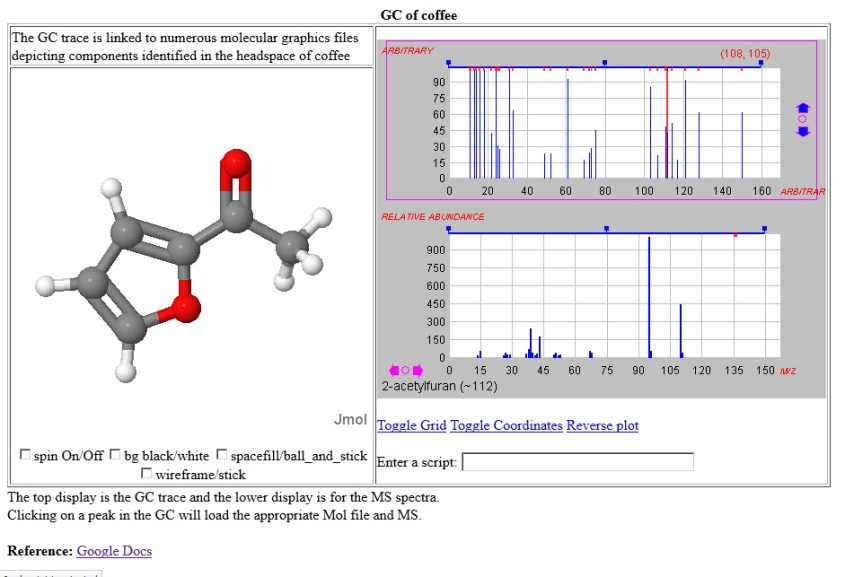 GC of coffee
The GC trace is linked to numerous molecular graphics files
depicting components identified in the headspace of coffee
Jmol
spin On/Off bg black/white spacefill/ball_and_stick
wireframe/stick
ARBITRARY
(108, 105)
90
75
60
45
30
15
0
0 20 40 60 80 100 120 140 160 ARBITRAR
RELATIVE ABUNDANCE
900
750
600
450
300
150
0
0 15 30 45 60 75 90 105 120 135 150 M/Z
2-acetylfuran (~112)
Toggle Grid Toggle Coordinates Reverse plot
Enter a script:
The top display is the GC trace and the lower display is for the MS spectra.
Clicking on a peak in the GC will load the appropriate Mol file and MS.
Reference: Google Docs